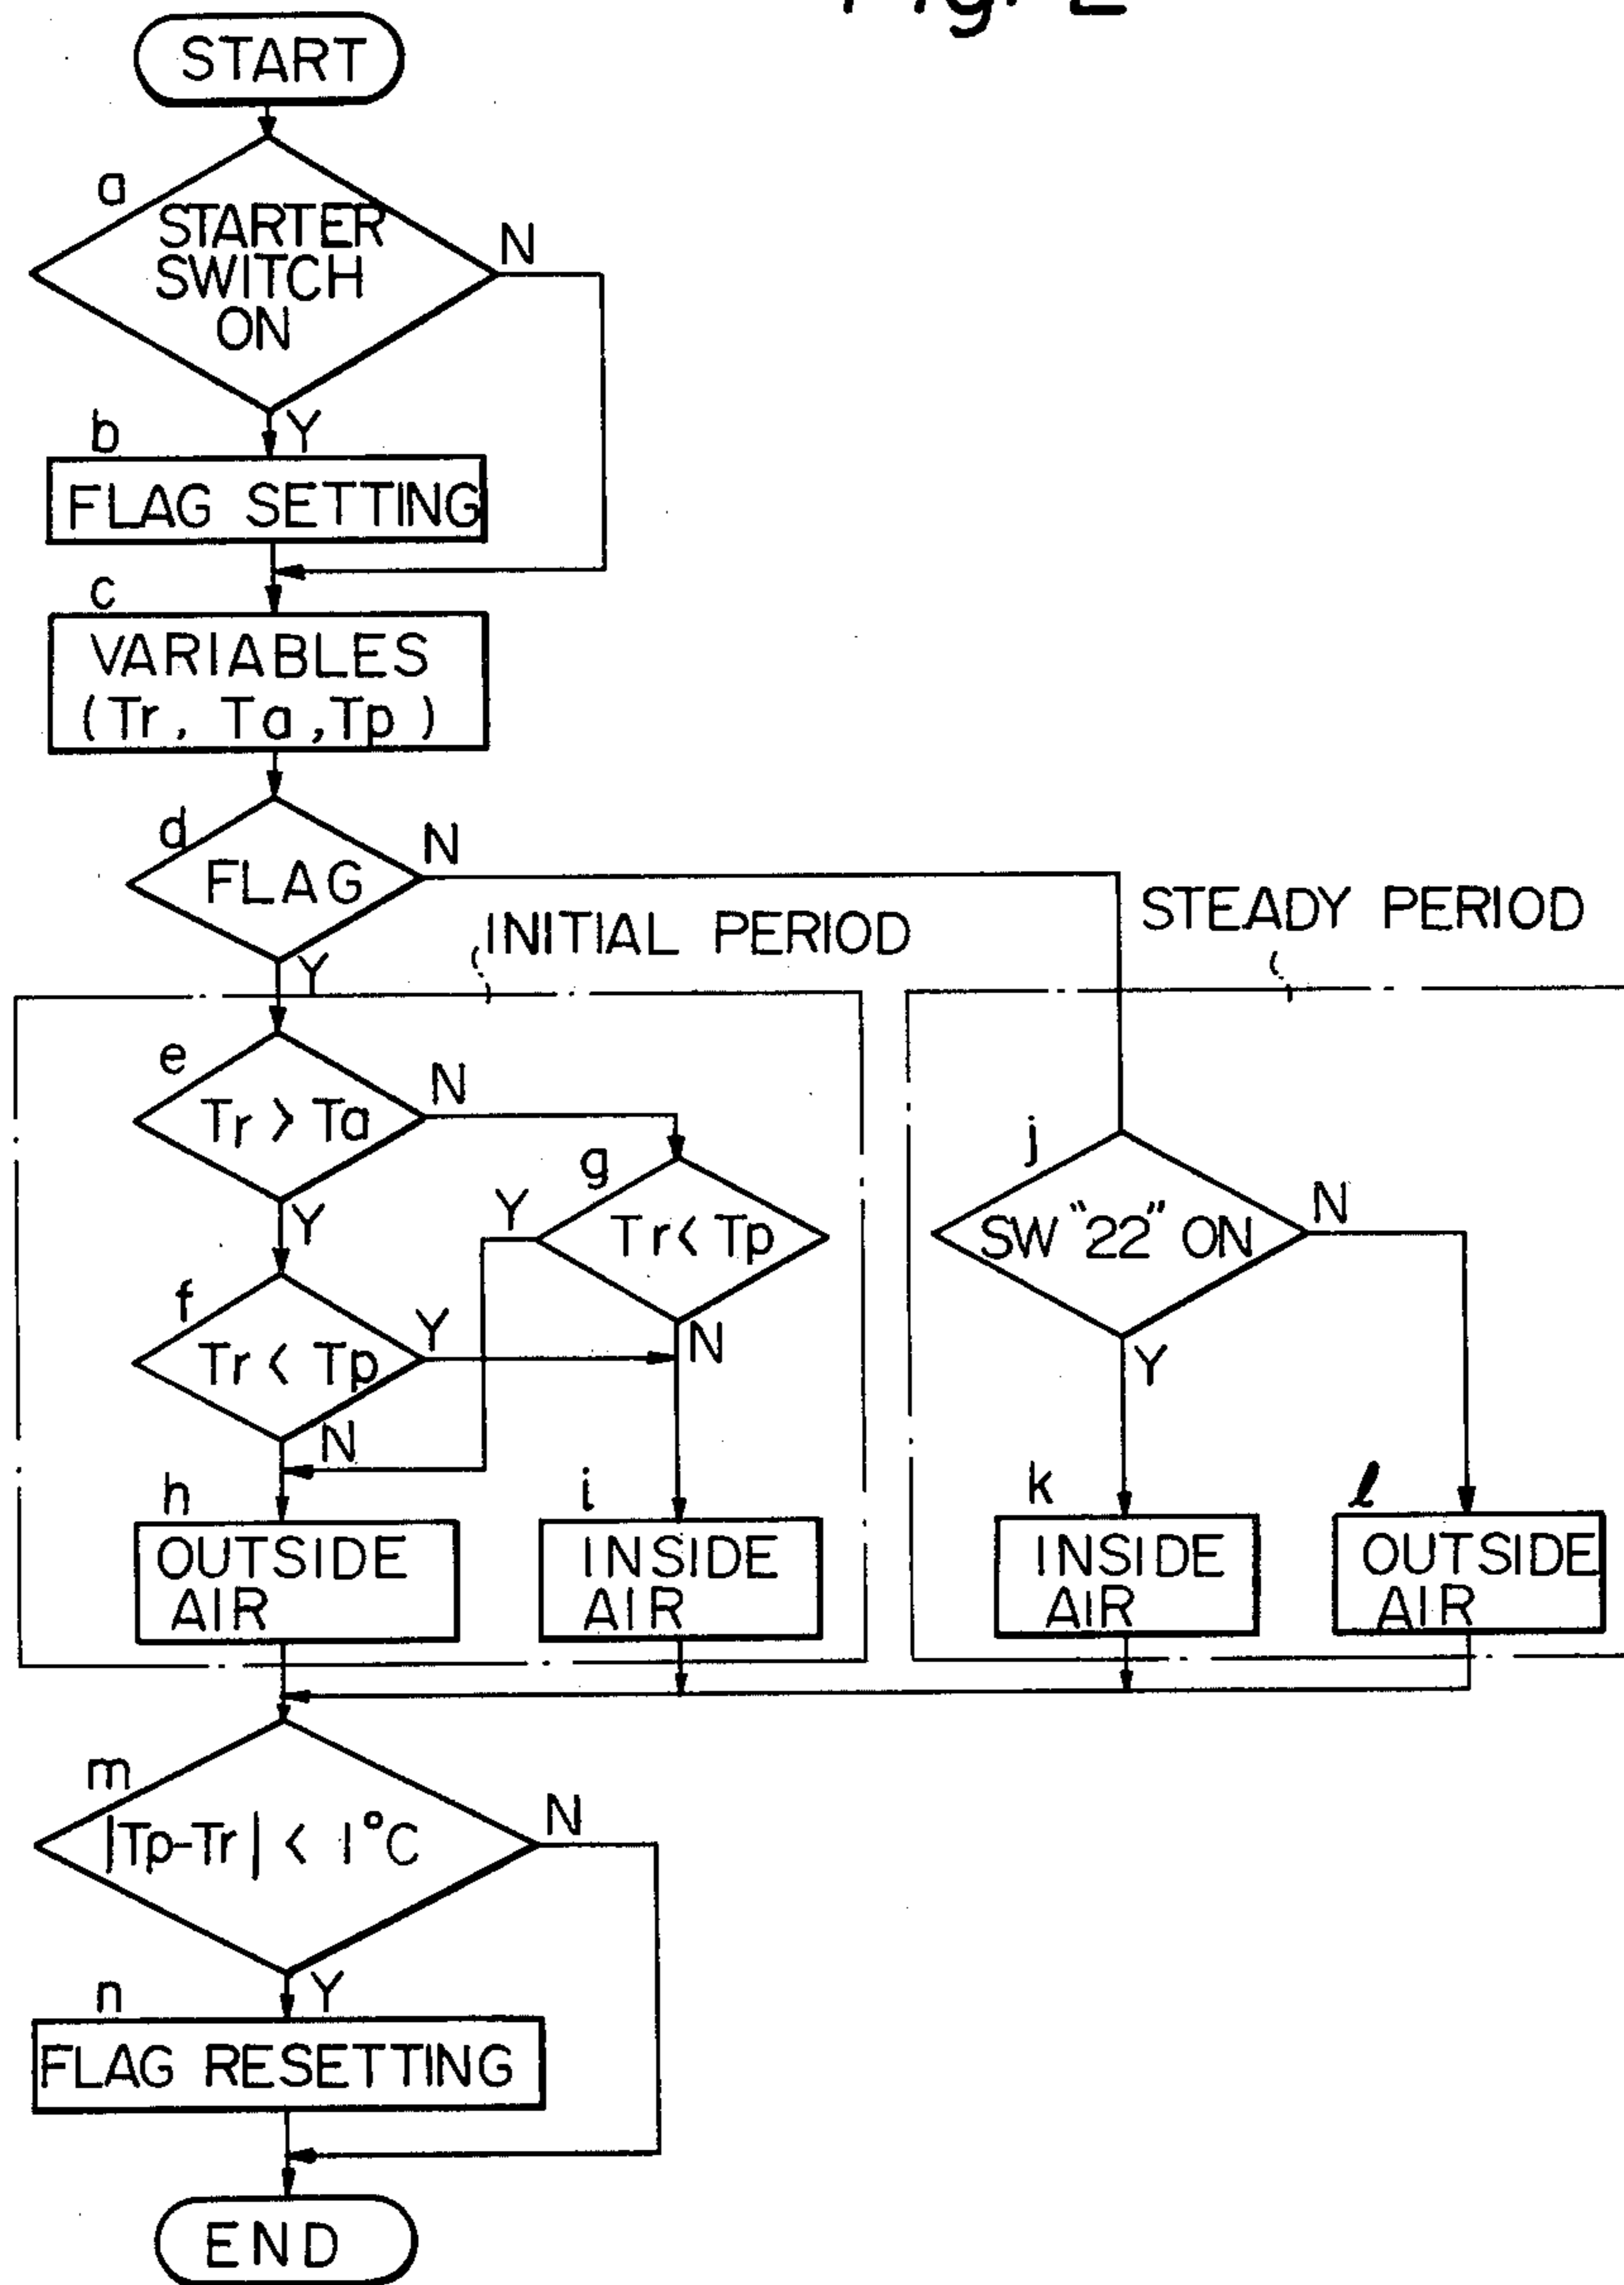 Fig. 2
START
a
STARTER
SWITCH
ON
N
Y
b
FLAG SETTING
c
VARIABLES
(Tr, Ta, Tp)
d
FLAG
N
Y
INITIAL PERIOD
STEADY PERIOD
e
Tr > Ta
N
Y
g
Tr < Tp
Y
N
f
Tr < Tp
Y
N
j
SW "22" ON
N
Y
h
OUTSIDE
AIR
i
INSIDE
AIR
k
INSIDE
AIR
l
OUTSIDE
AIR
m
|Tp-Tr| < 1°C
N
Y
n
FLAG RESETTING
END